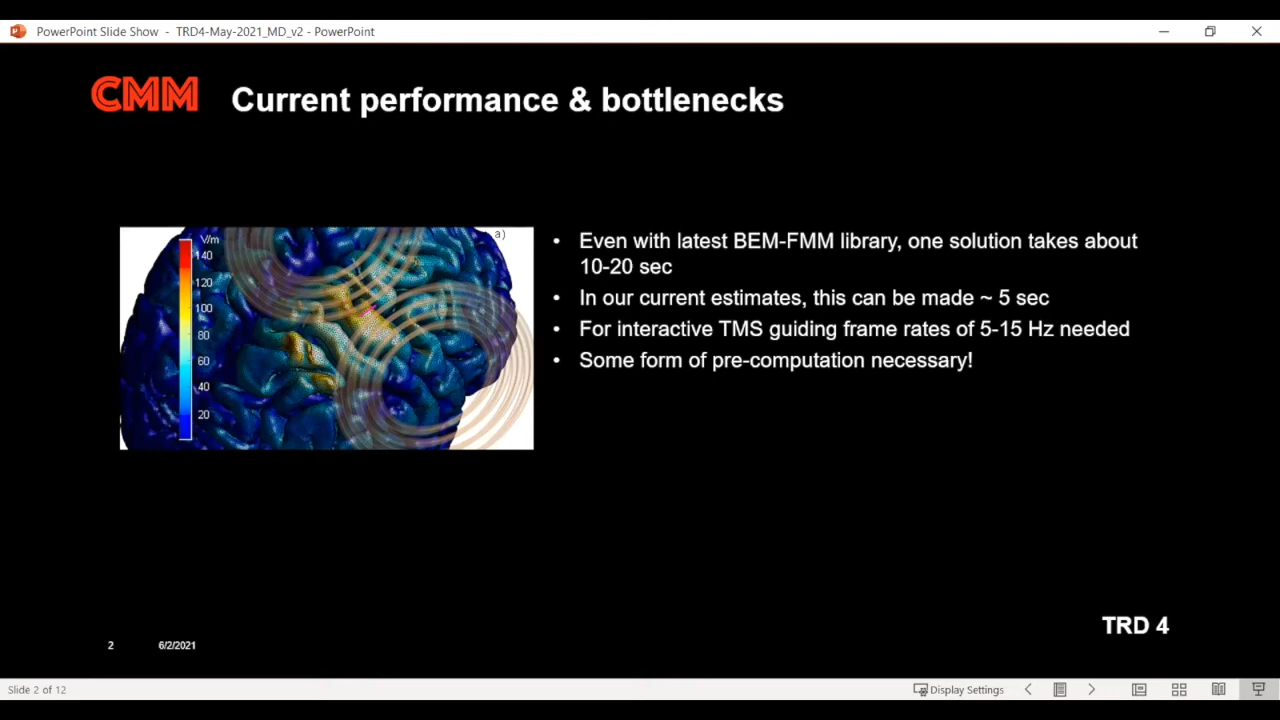 PowerPoint Slide Show - TRD4-May-2021_MD_v2 - PowerPoint
CMM
Current performance & bottlenecks
V/m
140
120
100
80
60
40
20
a)
• Even with latest BEM-FMM library, one solution takes about
10-20 sec
• In our current estimates, this can be made ~ 5 sec
• For interactive TMS guiding frame rates of 5-15 Hz needed
• Some form of pre-computation necessary!
TRD 4
2
6/2/2021
Slide 2 of 12
Display Settings